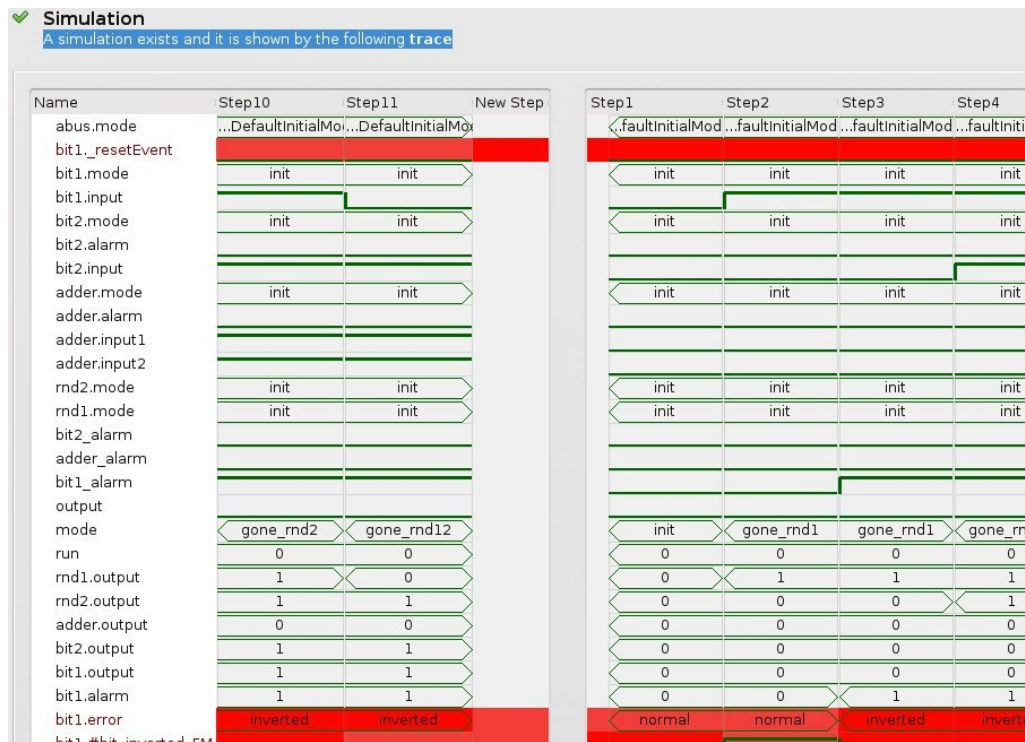 Simulation
A simulation exists and it is shown by the following trace
Name Step10 Step11 New Step Step1 Step2 Step3 Step4
abus.mode ...DefaultInitialMo ...DefaultInitialMo ...faultInitialMod ...faultInitialMod ...faultInitialMod ...faultIniti
bit1._resetEvent
bit1.mode init init init init init init
bit1.input
bit2.mode init init init init init init
bit2.alarm
bit2.input
adder.mode init init init init init init
adder.alarm
adder.input1
adder.input2
rnd2.mode init init init init init init
rnd1.mode init init init init init init
bit2_alarm
adder_alarm
bit1_alarm
output
mode gone_rnd2 gone_rnd12 init gone_rnd1 gone_rnd1 gone_rn
run 0 0 0 0 0 0
rnd1.output 1 0 0 1 1 1
rnd2.output 1 1 0 0 0 1
adder.output 0 0 0 0 0 0
bit2.output 1 1 0 0 0 0
bit1.output 1 1 0 0 0 0
bit1.alarm 1 1 0 0 1 1
bit1.error inverted inverted normal normal inverted inverte